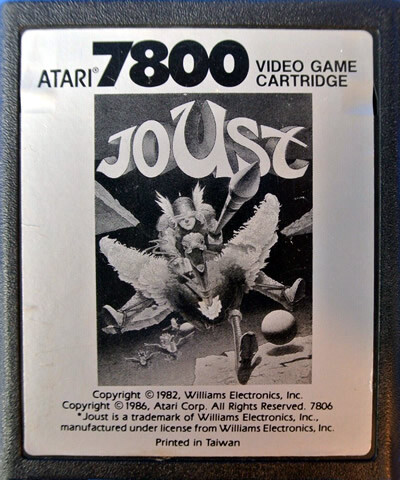 ATARI® 7800 VIDEO GAME
CARTRIDGE
JOUST
Copyright © 1982, Williams Electronics, Inc.
Copyright © 1986, Atari Corp. All Rights Reserved. 7806
*Joust is a trademark of Williams Electronics, Inc.,
manufactured under license from Williams Electronics, Inc.
Printed in Taiwan